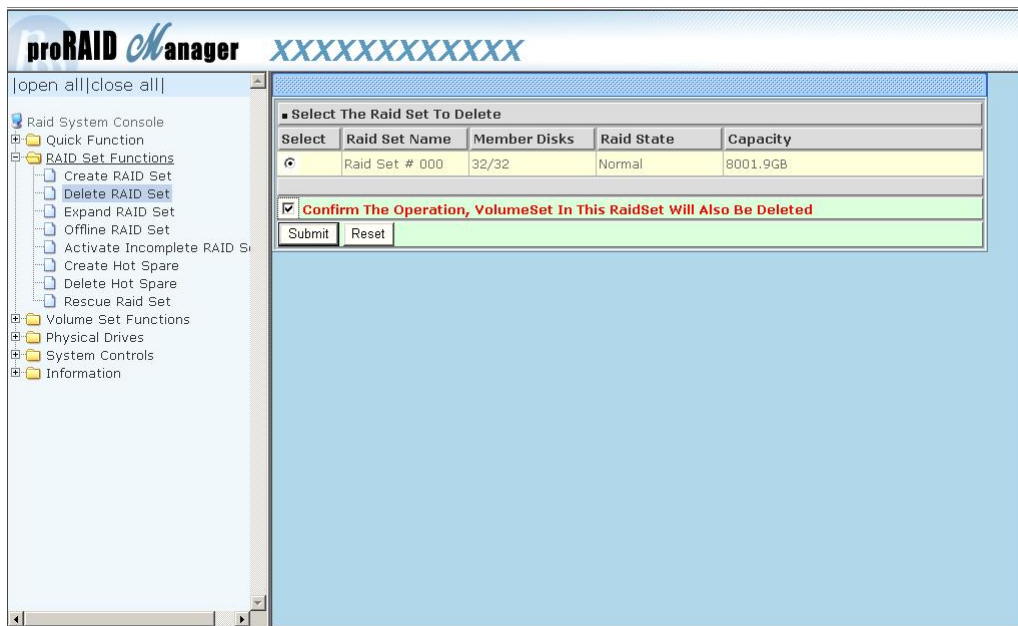 proRAID Manager XXXXXXXXXXXX
|open all|close all|
Raid System Console
Quick Function
RAID Set Functions
Create RAID Set
Delete RAID Set
Expand RAID Set
Offline RAID Set
Activate Incomplete RAID S
Create Hot Spare
Delete Hot Spare
Rescue Raid Set
Volume Set Functions
Physical Drives
System Controls
Information
Select The Raid Set To Delete
Select Raid Set Name Member Disks Raid State Capacity
Raid Set # 000 32/32 Normal 8001.9GB
Confirm The Operation, VolumeSet In This RaidSet Will Also Be Deleted
Submit Reset